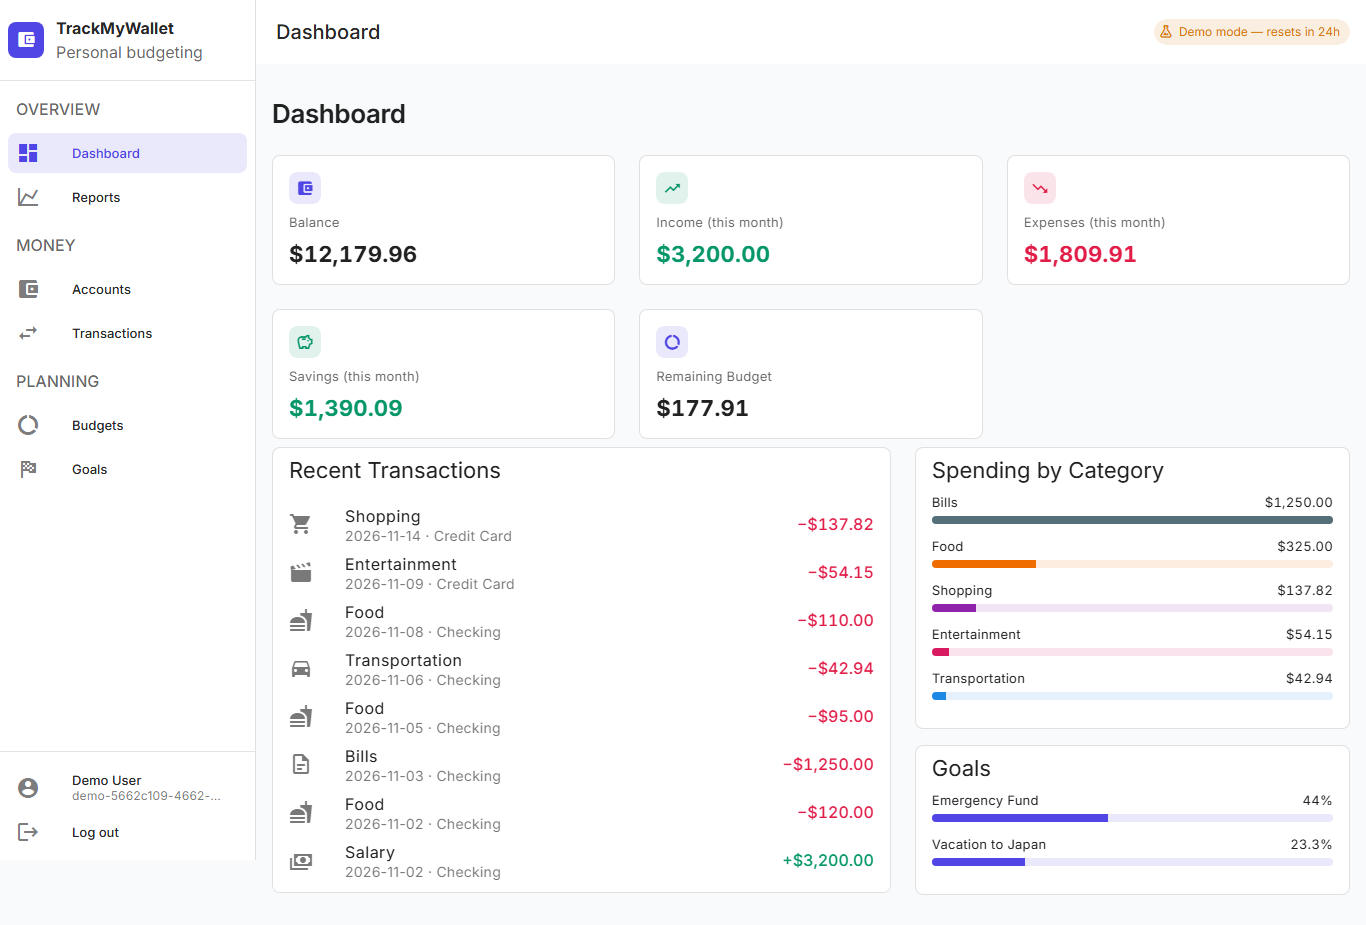 TrackMyWallet
Personal budgeting
OVERVIEW
Dashboard
Reports
MONEY
Accounts
Transactions
PLANNING
Budgets
Goals
Demo User
demo-5662c109-4662-...
Log out
Dashboard
Demo mode — resets in 24h
Dashboard
Balance
$12,179.96
Income (this month)
$3,200.00
Expenses (this month)
$1,809.91
Savings (this month)
$1,390.09
Remaining Budget
$177.91
Recent Transactions
Shopping
2026-11-14 · Credit Card
−$137.82
Entertainment
2026-11-09 · Credit Card
−$54.15
Food
2026-11-08 · Checking
−$110.00
Transportation
2026-11-06 · Checking
−$42.94
Food
2026-11-05 · Checking
−$95.00
Bills
2026-11-03 · Checking
−$1,250.00
Food
2026-11-02 · Checking
−$120.00
Salary
2026-11-02 · Checking
+$3,200.00
Spending by Category
Bills $1,250.00
Food $325.00
Shopping $137.82
Entertainment $54.15
Transportation $42.94
Goals
Emergency Fund 44%
Vacation to Japan 23.3%